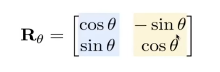 R_θ = [ cos θ  − sin θ
sin θ  cos θ ]